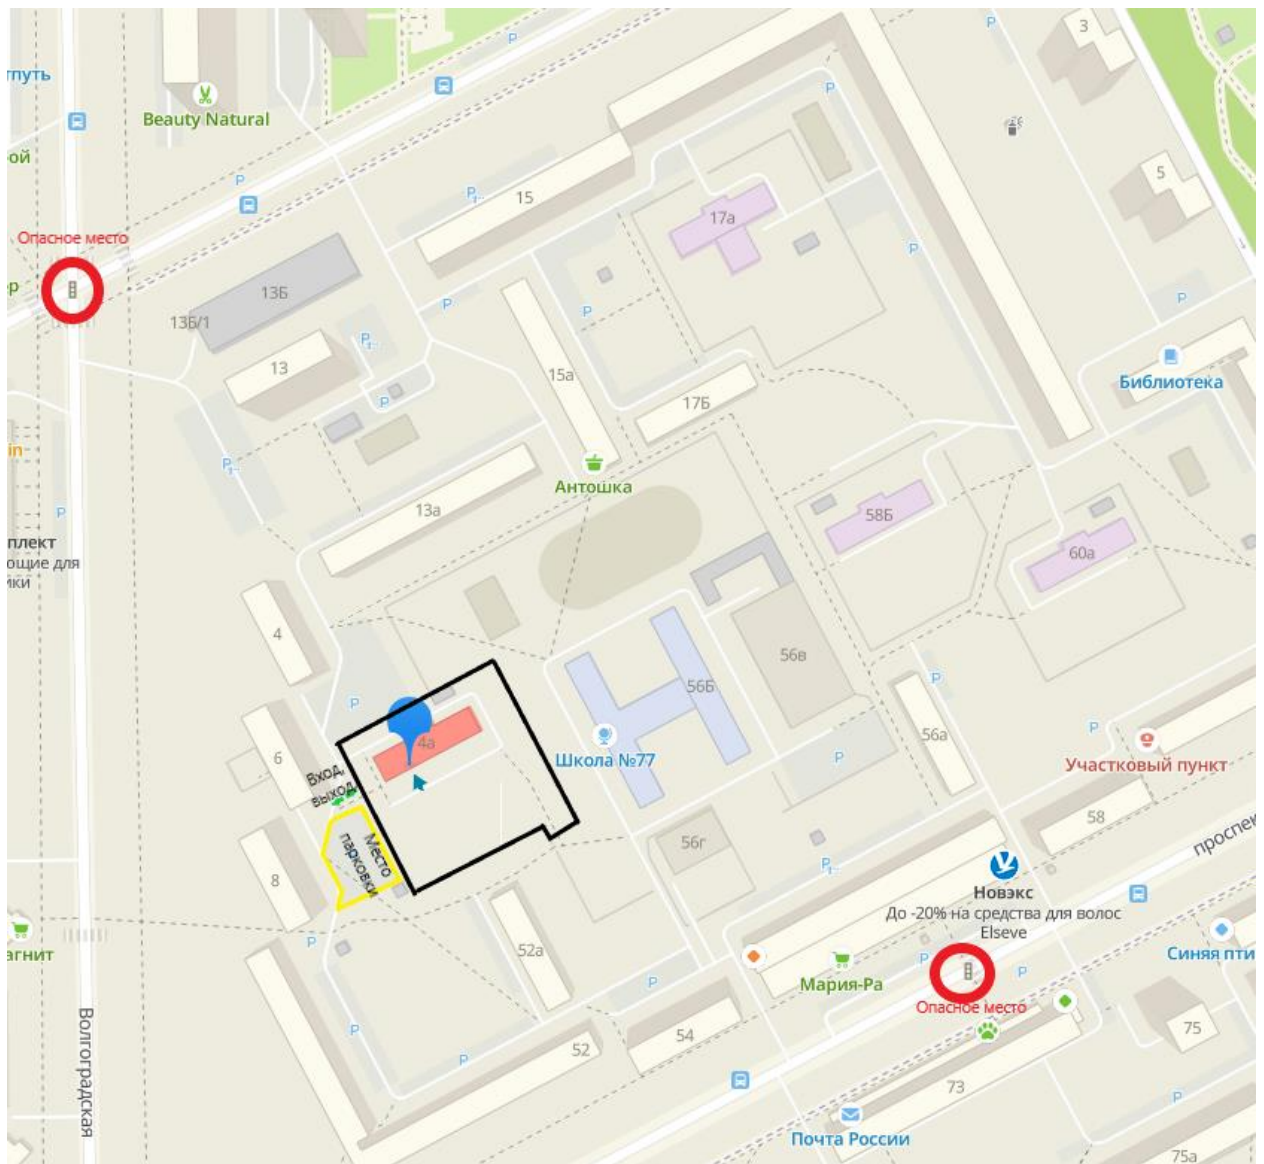 3
P
тпуть
P
Beauty Natural
P
ой
5
P
15
17а
Опасное место
P
P
ер
13Б
P
P
13Б/1
P
13
15а
Библиотека
17Б
P
in
P
Антошка
13а
58Б
P
плект
ющие для
ики
60а
4
56в
56Б
P
P
4а
56а
P
6
Вход,
выход
Школа №77
P
Участковый пункт
Место
парковки
56г
58
проспек
P
8
Новэкс
До -20% на средства для волос
Elseve
P
52а
агнит
Синяя пти
P
P
P
Мария-Ра
Опасное место
Волгоградская
P
54
52
75
P
73
P
Почта России
75а